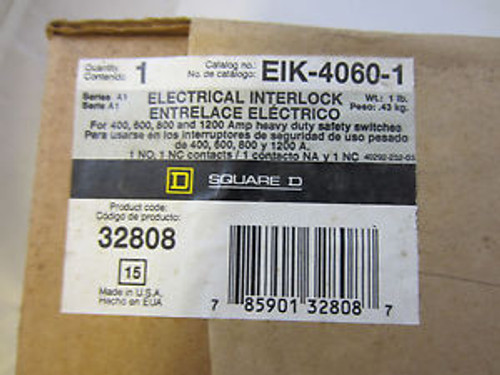 Quantity 1 Catalog no.: EIK-4060-1
Contenido: No. de catálogo:
Series A1 ELECTRICAL INTERLOCK Wt.: 1 lb.
Serie A1 ENTRELACE ELÉCTRICO Peso: .43 kg.
For 400, 600, 800 and 1200 Amp heavy duty safety switches
Para usarse en los interruptores de seguridad de uso pesado
de 400, 600, 800 y 1200 A.
1 NO, 1 NC contacts / 1 contacto NA y 1 NC 40292-252-03
D SQUARE D
Product code:
Código de producto:
32808
15
Made in U.S.A.
Hecho en EUA
7 85901 32808 7